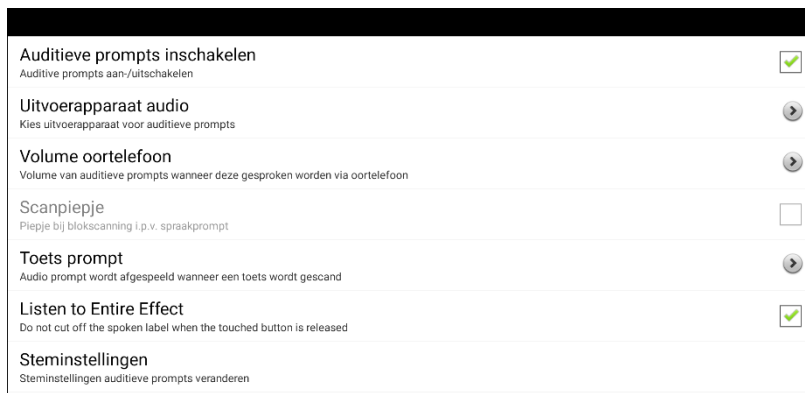 Auditieve prompts inschakelen
Auditive prompts aan-/uitschakelen
Uitvoerapparaat audio
Kies uitvoerapparaat voor auditieve prompts
Volume oortelefoon
Volume van auditieve prompts wanneer deze gesproken worden via oortelefoon
Scanpiepje
Piepje bij blokscanning i.p.v. spraakprompt
Toets prompt
Audio prompt wordt afgespeeld wanneer een toets wordt gescand
Listen to Entire Effect
Do not cut off the spoken label when the touched button is released
Steminstellingen
Steminstellingen auditieve prompts veranderen